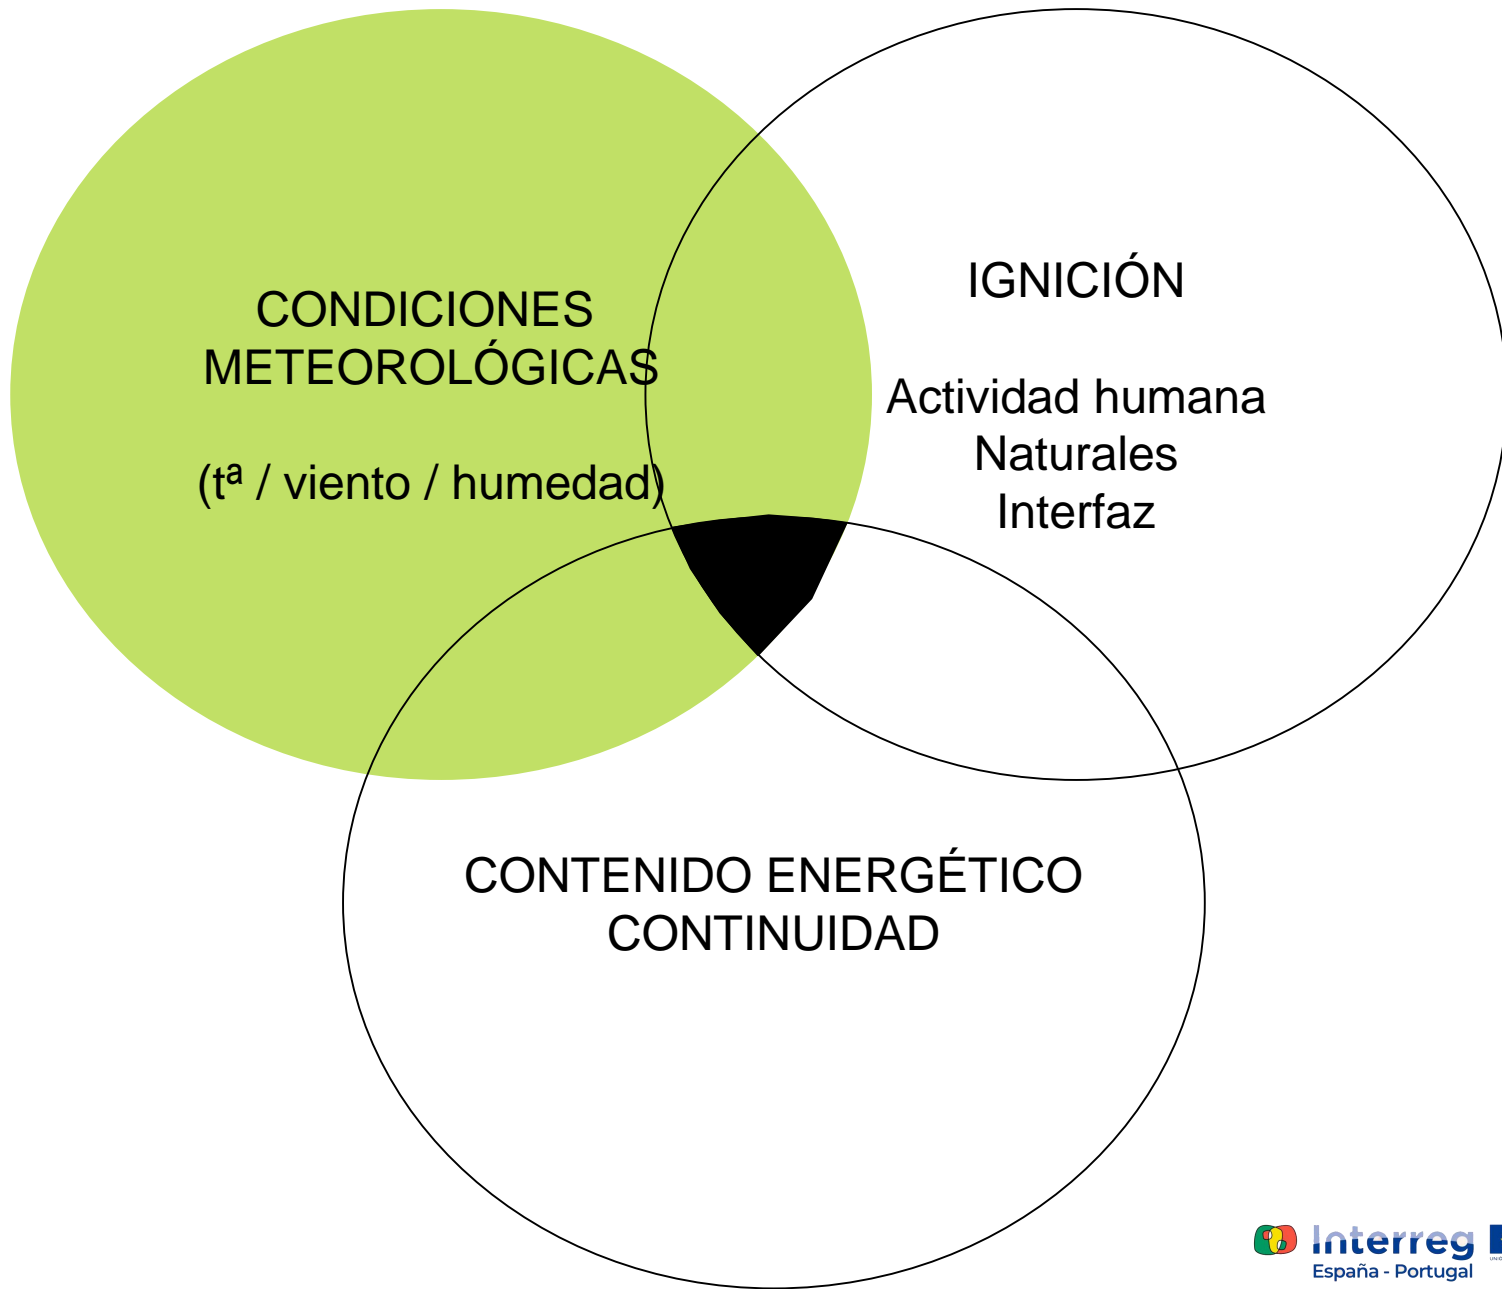 CONDICIONES
METEOROLÓGICAS
(tª / viento / humedad)
IGNICIÓN
Actividad humana
Naturales
Interfaz
CONTENIDO ENERGÉTICO
CONTINUIDAD
Interreg
España - Portugal